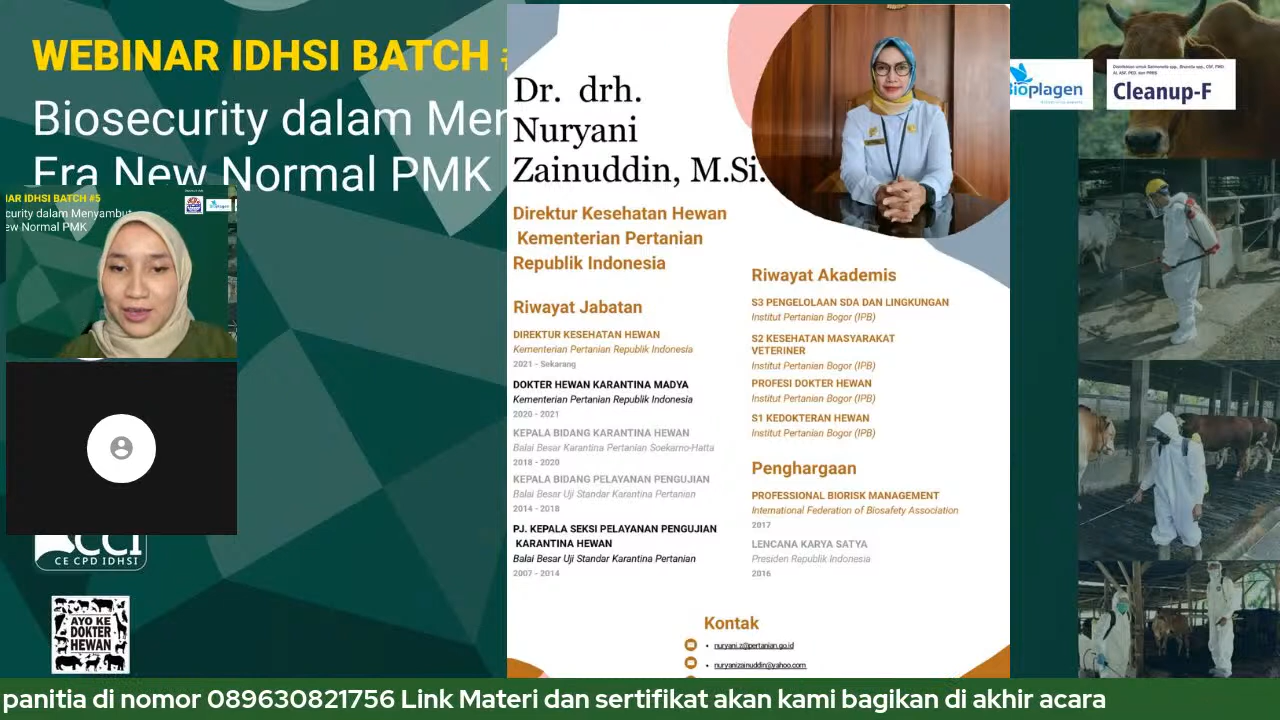 WEBINAR IDHSI BATCH
Biosecurity dalam Men
Era New Normal PMK
NAR IDHSI BATCH #5
curity dalam Menyambut
ew Normal PMK
Bioplagen
CCI
CE CPD IDHSI
AYO KE
DOKTER
HEWAN
Dr. drh.
Nuryani
Zainuddin, M.Si.
Direktur Kesehatan Hewan
Kementerian Pertanian
Republik Indonesia
Riwayat Jabatan
DIREKTUR KESEHATAN HEWAN
Kementerian Pertanian Republik Indonesia
2021 - Sekarang
DOKTER HEWAN KARANTINA MADYA
Kementerian Pertanian Republik Indonesia
2020 - 2021
KEPALA BIDANG KARANTINA HEWAN
Balai Besar Karantina Pertanian Soekarno-Hatta
2018 - 2020
KEPALA BIDANG PELAYANAN PENGUJIAN
Balai Besar Uji Standar Karantina Pertanian
2014 - 2018
PJ. KEPALA SEKSI PELAYANAN PENGUJIAN
KARANTINA HEWAN
Balai Besar Uji Standar Karantina Pertanian
2007 - 2014
Riwayat Akademis
S3 PENGELOLAAN SDA DAN LINGKUNGAN
Institut Pertanian Bogor (IPB)
S2 KESEHATAN MASYARAKAT
VETERINER
Institut Pertanian Bogor (IPB)
PROFESI DOKTER HEWAN
Institut Pertanian Bogor (IPB)
S1 KEDOKTERAN HEWAN
Institut Pertanian Bogor (IPB)
Penghargaan
PROFESSIONAL BIORISK MANAGEMENT
International Federation of Biosafety Association
2017
LENCANA KARYA SATYA
Presiden Republik Indonesia
2016
Kontak
nuryani.z@pertanian.go.id
nuryanizainuddin@yahoo.com
Bioplagen
Cleanup-F
panitia di nomor 089630821756 Link Materi dan sertifikat akan kami bagikan di akhir acara